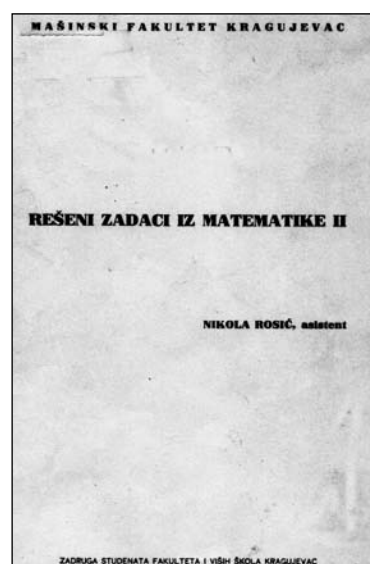 MAŠINSKI FAKULTET KRAGUJEVAC
REŠENI ZADACI IZ MATEMATIKE II
NIKOLA ROSIĆ, asistent
ZADRUGA STUDENATA FAKULTETA I VIŠIH ŠKOLA KRAGUJEVAC